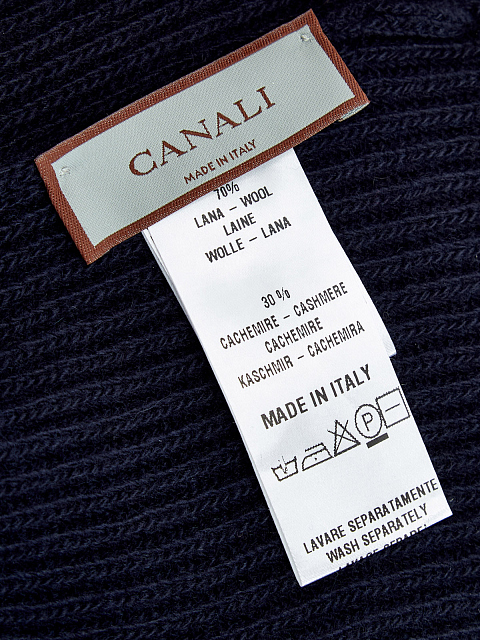 CANALI
MADE IN ITALY
70%
LANA - WOOL
LAINE
WOLLE - LANA
30 %
CACHEMIRE - CASHMERE
CACHEMIRE
KASCHMIR - CACHEMIRA
MADE IN ITALY
P
LAVARE SEPARATAMENTE
WASH SEPARATELY